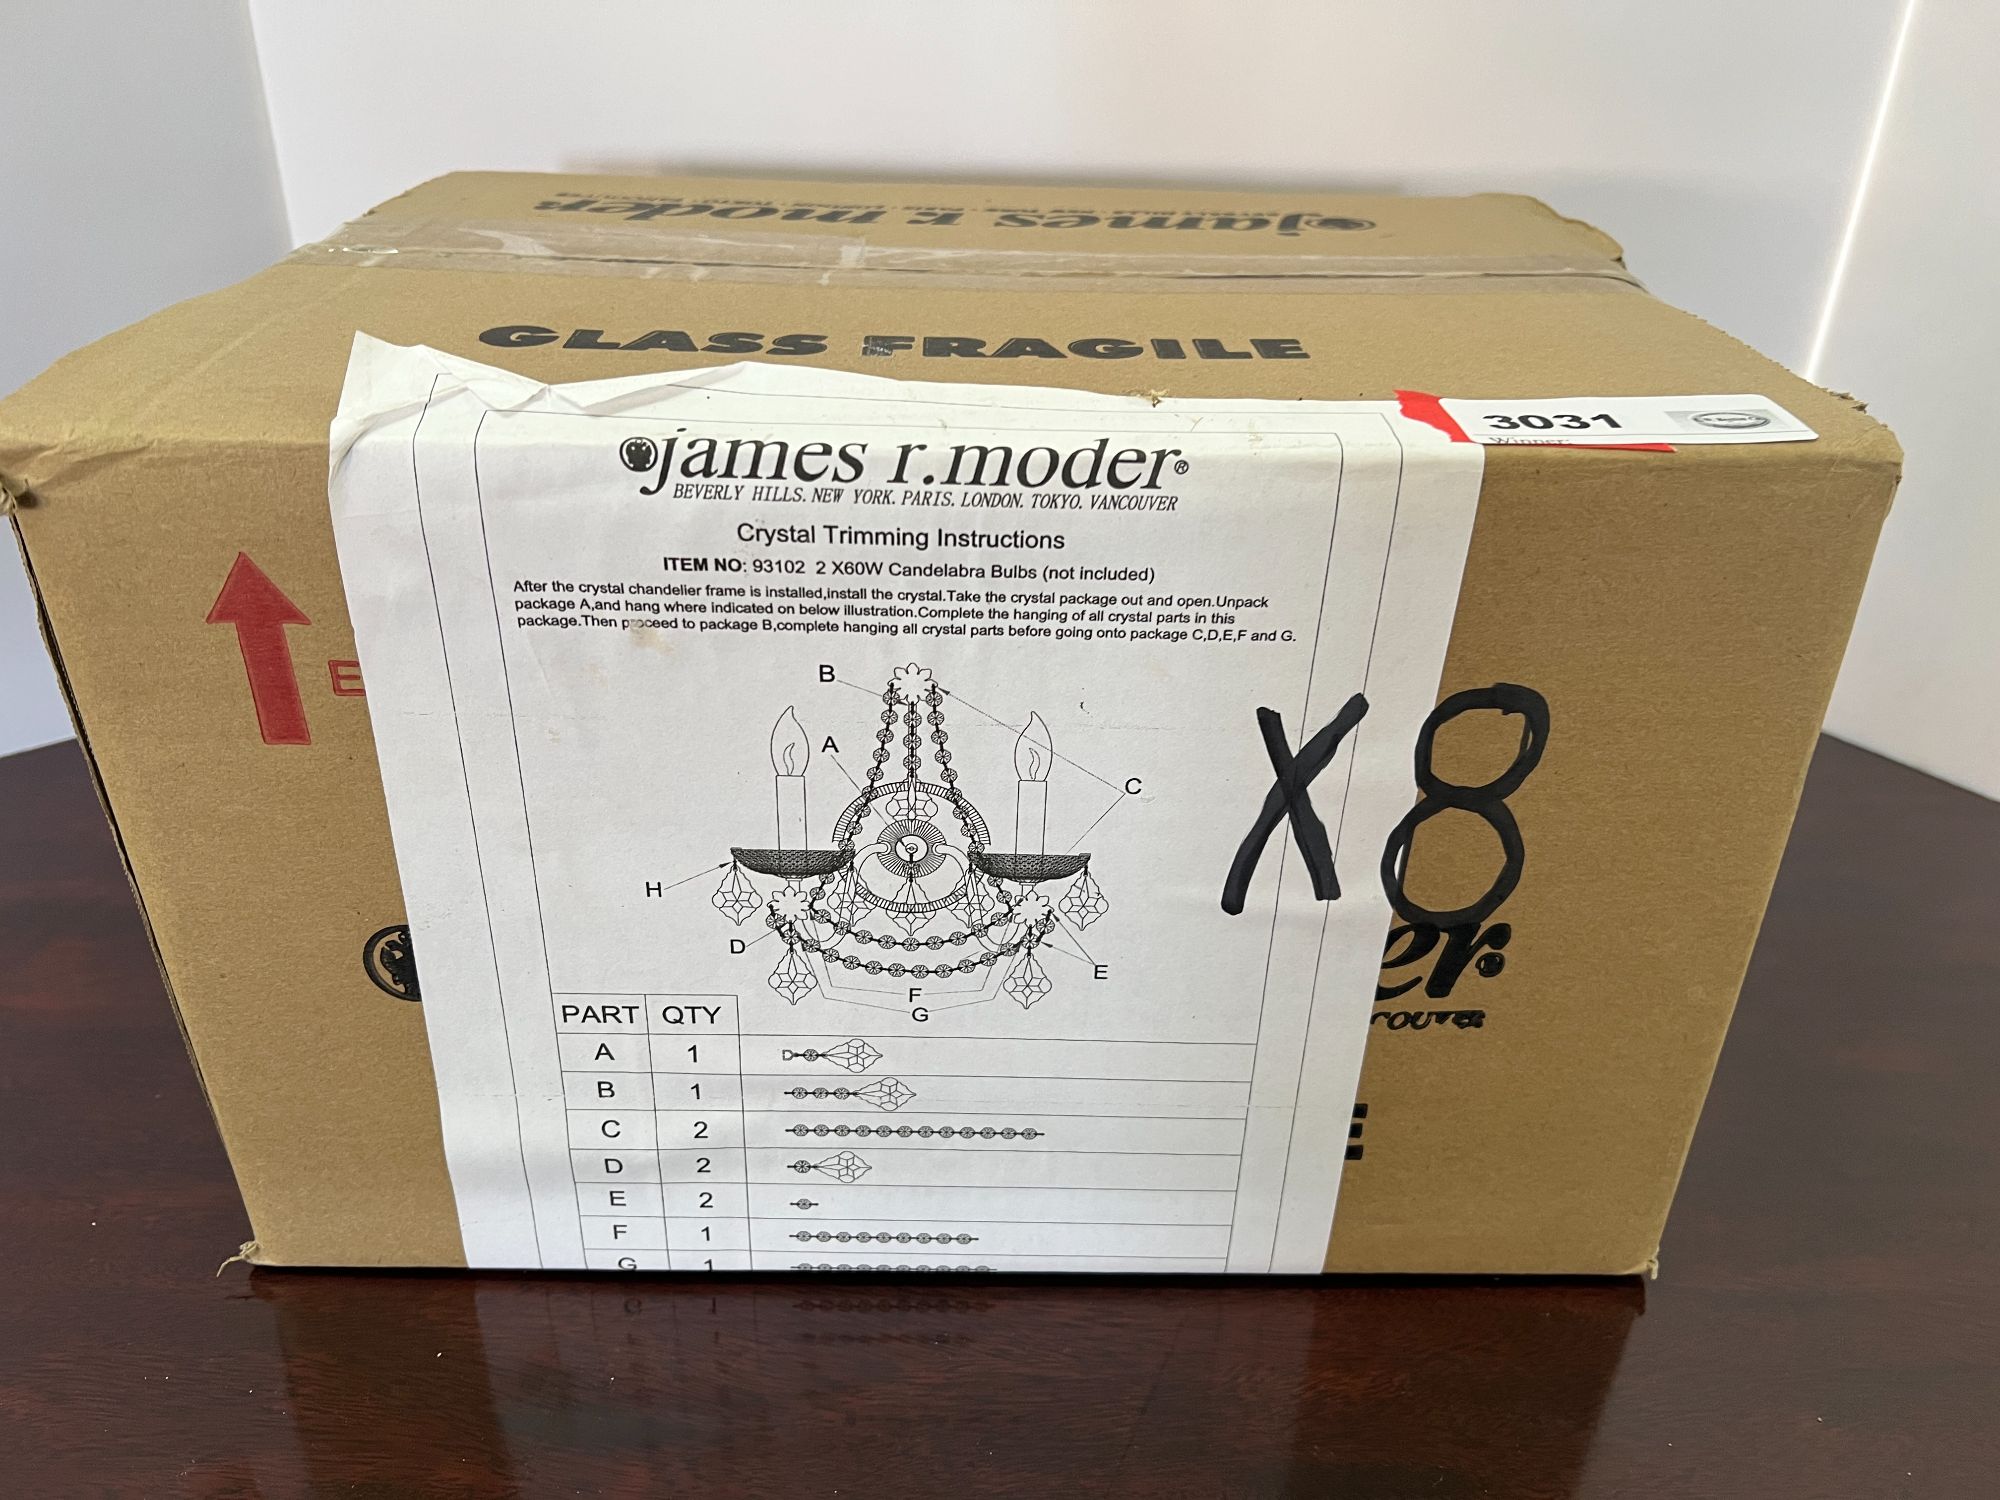 james r. moder
GLASS FRAGILE
3031
Winner:
james r.moder®
BEVERLY HILLS. NEW YORK. PARIS. LONDON. TOKYO. VANCOUVER
Crystal Trimming Instructions
ITEM NO: 93102 2 X60W Candelabra Bulbs (not included)
After the crystal chandelier frame is installed,install the crystal.Take the crystal package out and open.Unpack
package A,and hang where indicated on below illustration.Complete the hanging of all crystal parts in this
package.Then proceed to package B,complete hanging all crystal parts before going onto package C,D,E,F and G.
E
B
A
C
H
D
E
F
G
X8
er®
COUVER
E
PART QTY
A 1
B 1
C 2
D 2
E 2
F 1
G 1